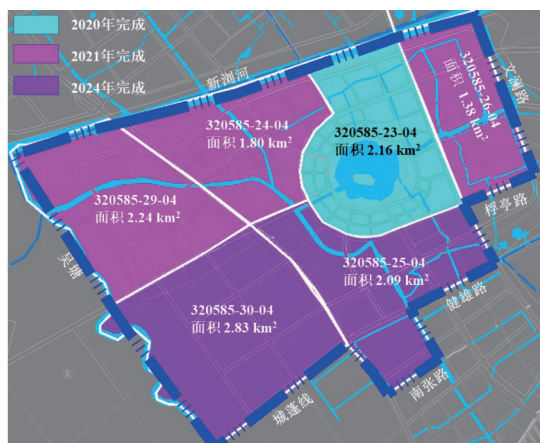 2020年完成
2021年完成
2024年完成
新浏河
文澜路
320585-26-04
面积 1.38 km²
320585-24-04
面积 1.80 km²
320585-23-04
面积 2.16 km²
320585-29-04
面积 2.24 km²
桴亭路
吴塘
320585-25-04
面积 2.09 km²
健雄路
320585-30-04
面积 2.83 km²
南张路
城蓬线